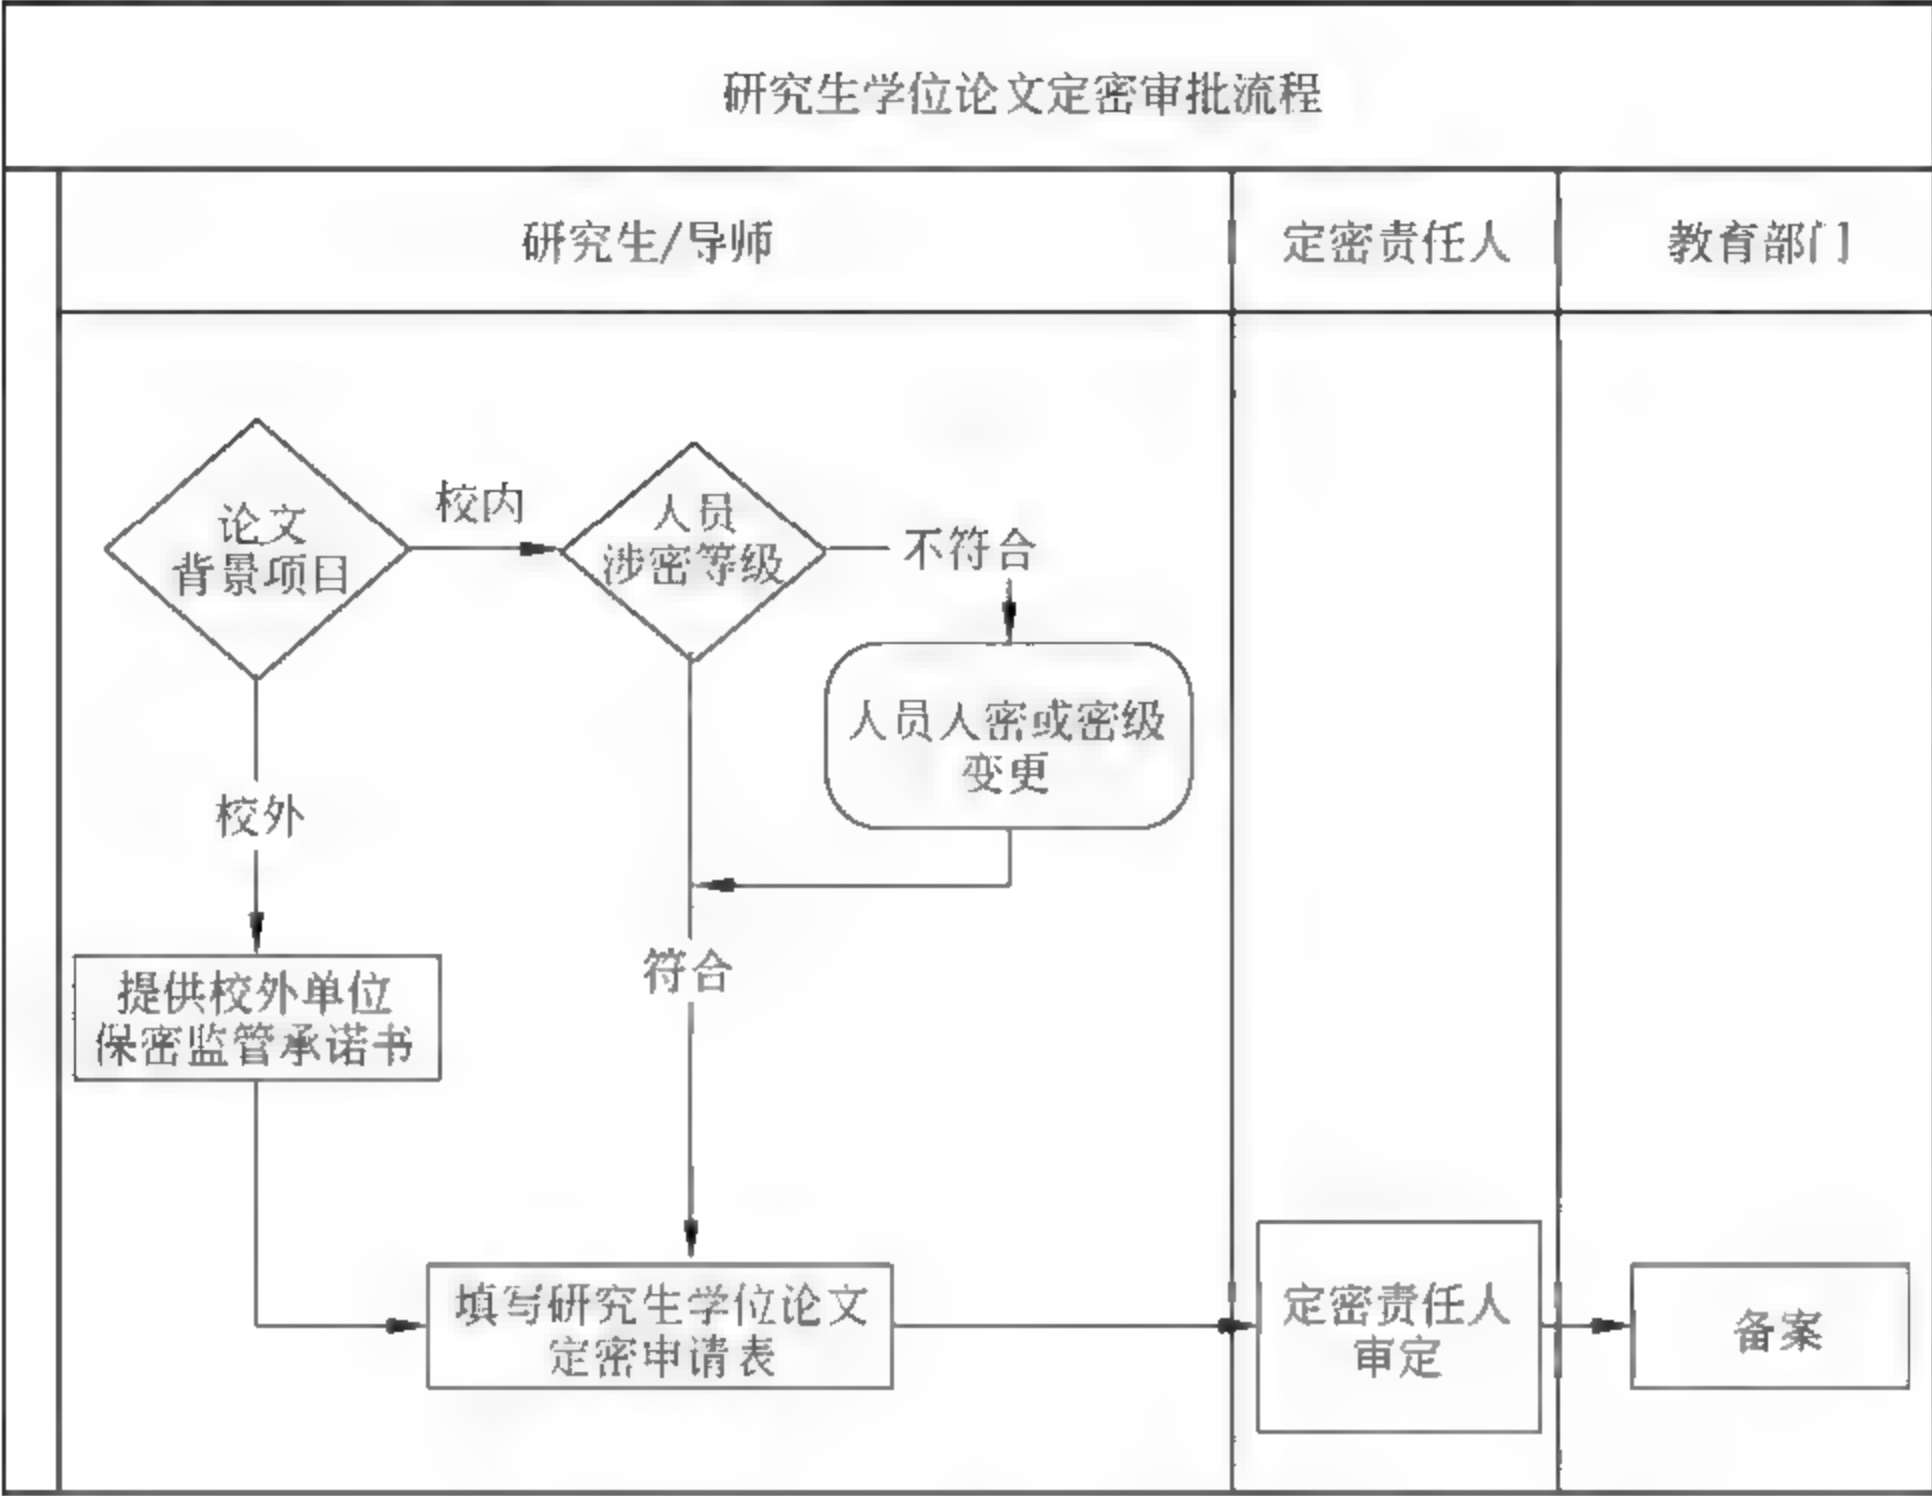 研究生学位论文定密审批流程
研究生/导师
定密责任人
教育部门
论文
背景项目
校内
人员
涉密等级
不符合
人员人密或密级
变更
校外
提供校外单位
保密监管承诺书
符合
填写研究生学位论文
定密申请表
定密责任人
审定
备案